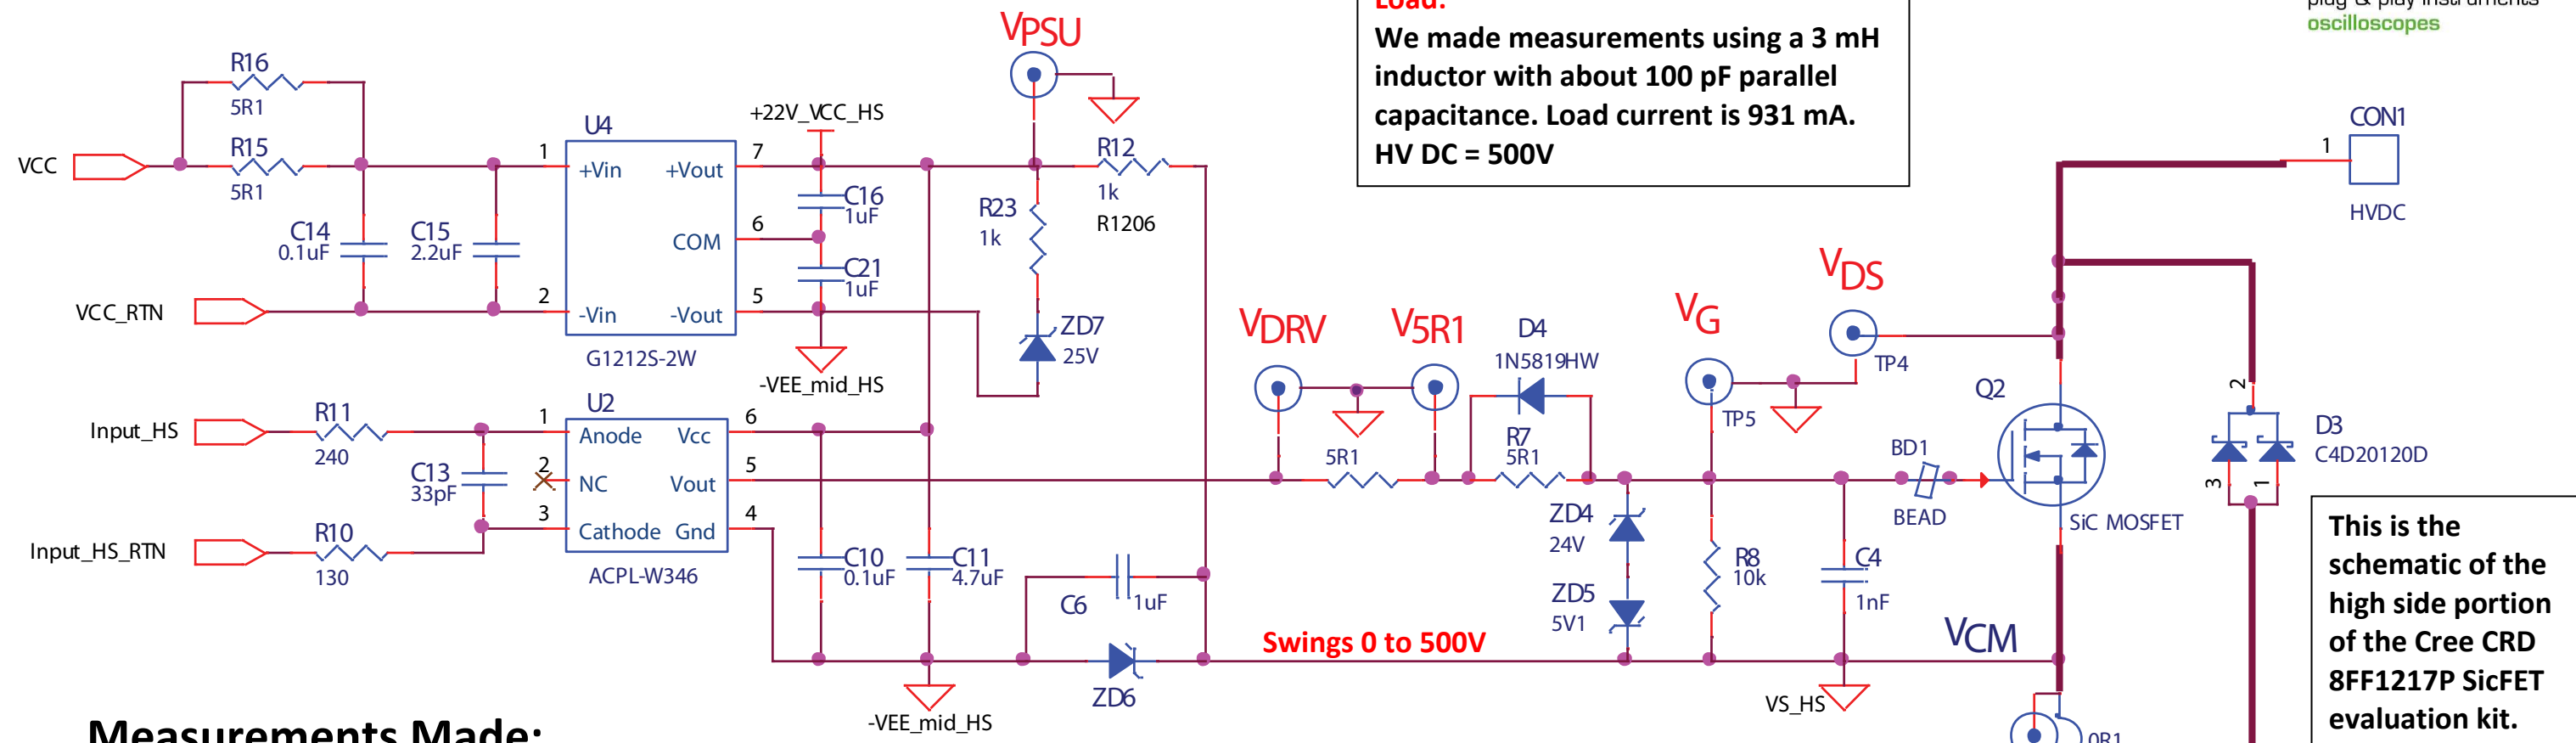 Load:
We made measurements using a 3 mH
inductor with about 100 pF parallel
capacitance. Load current is 931 mA.
HV DC = 500V
plug & play instruments
oscilloscopes
VPSU
R16
5R1
R15
5R1
VCC
C14
0.1uF
C15
2.2uF
VCC_RTN
U4
1
+Vin
+Vout
7
COM
6
2
-Vin
-Vout
5
G1212S-2W
+22V_VCC_HS
C16
1uF
C21
1uF
-VEE_mid_HS
R23
1k
ZD7
25V
R12
1k
R1206
CON1
1
HVDC
Input_HS
R11
240
C13
33pF
Input_HS_RTN
R10
130
U2
1
Anode
Vcc
6
2
NC
Vout
5
3
Cathode
Gnd
4
ACPL-W346
C10
0.1uF
C11
4.7uF
C6
1uF
ZD6
-VEE_mid_HS
VDRV
V5R1
5R1
D4
1N5819HW
R7
5R1
VG
TP5
VDS
TP4
ZD4
24V
ZD5
5V1
R8
10k
C4
1nF
BD1
BEAD
Q2
SiC MOSFET
2
D3
C4D20120D
3
1
Swings 0 to 500V
VCM
VS_HS
0R1
This is the
schematic of the
high side portion
of the Cree CRD
8FF1217P SicFET
evaluation kit.
Measurements Made: